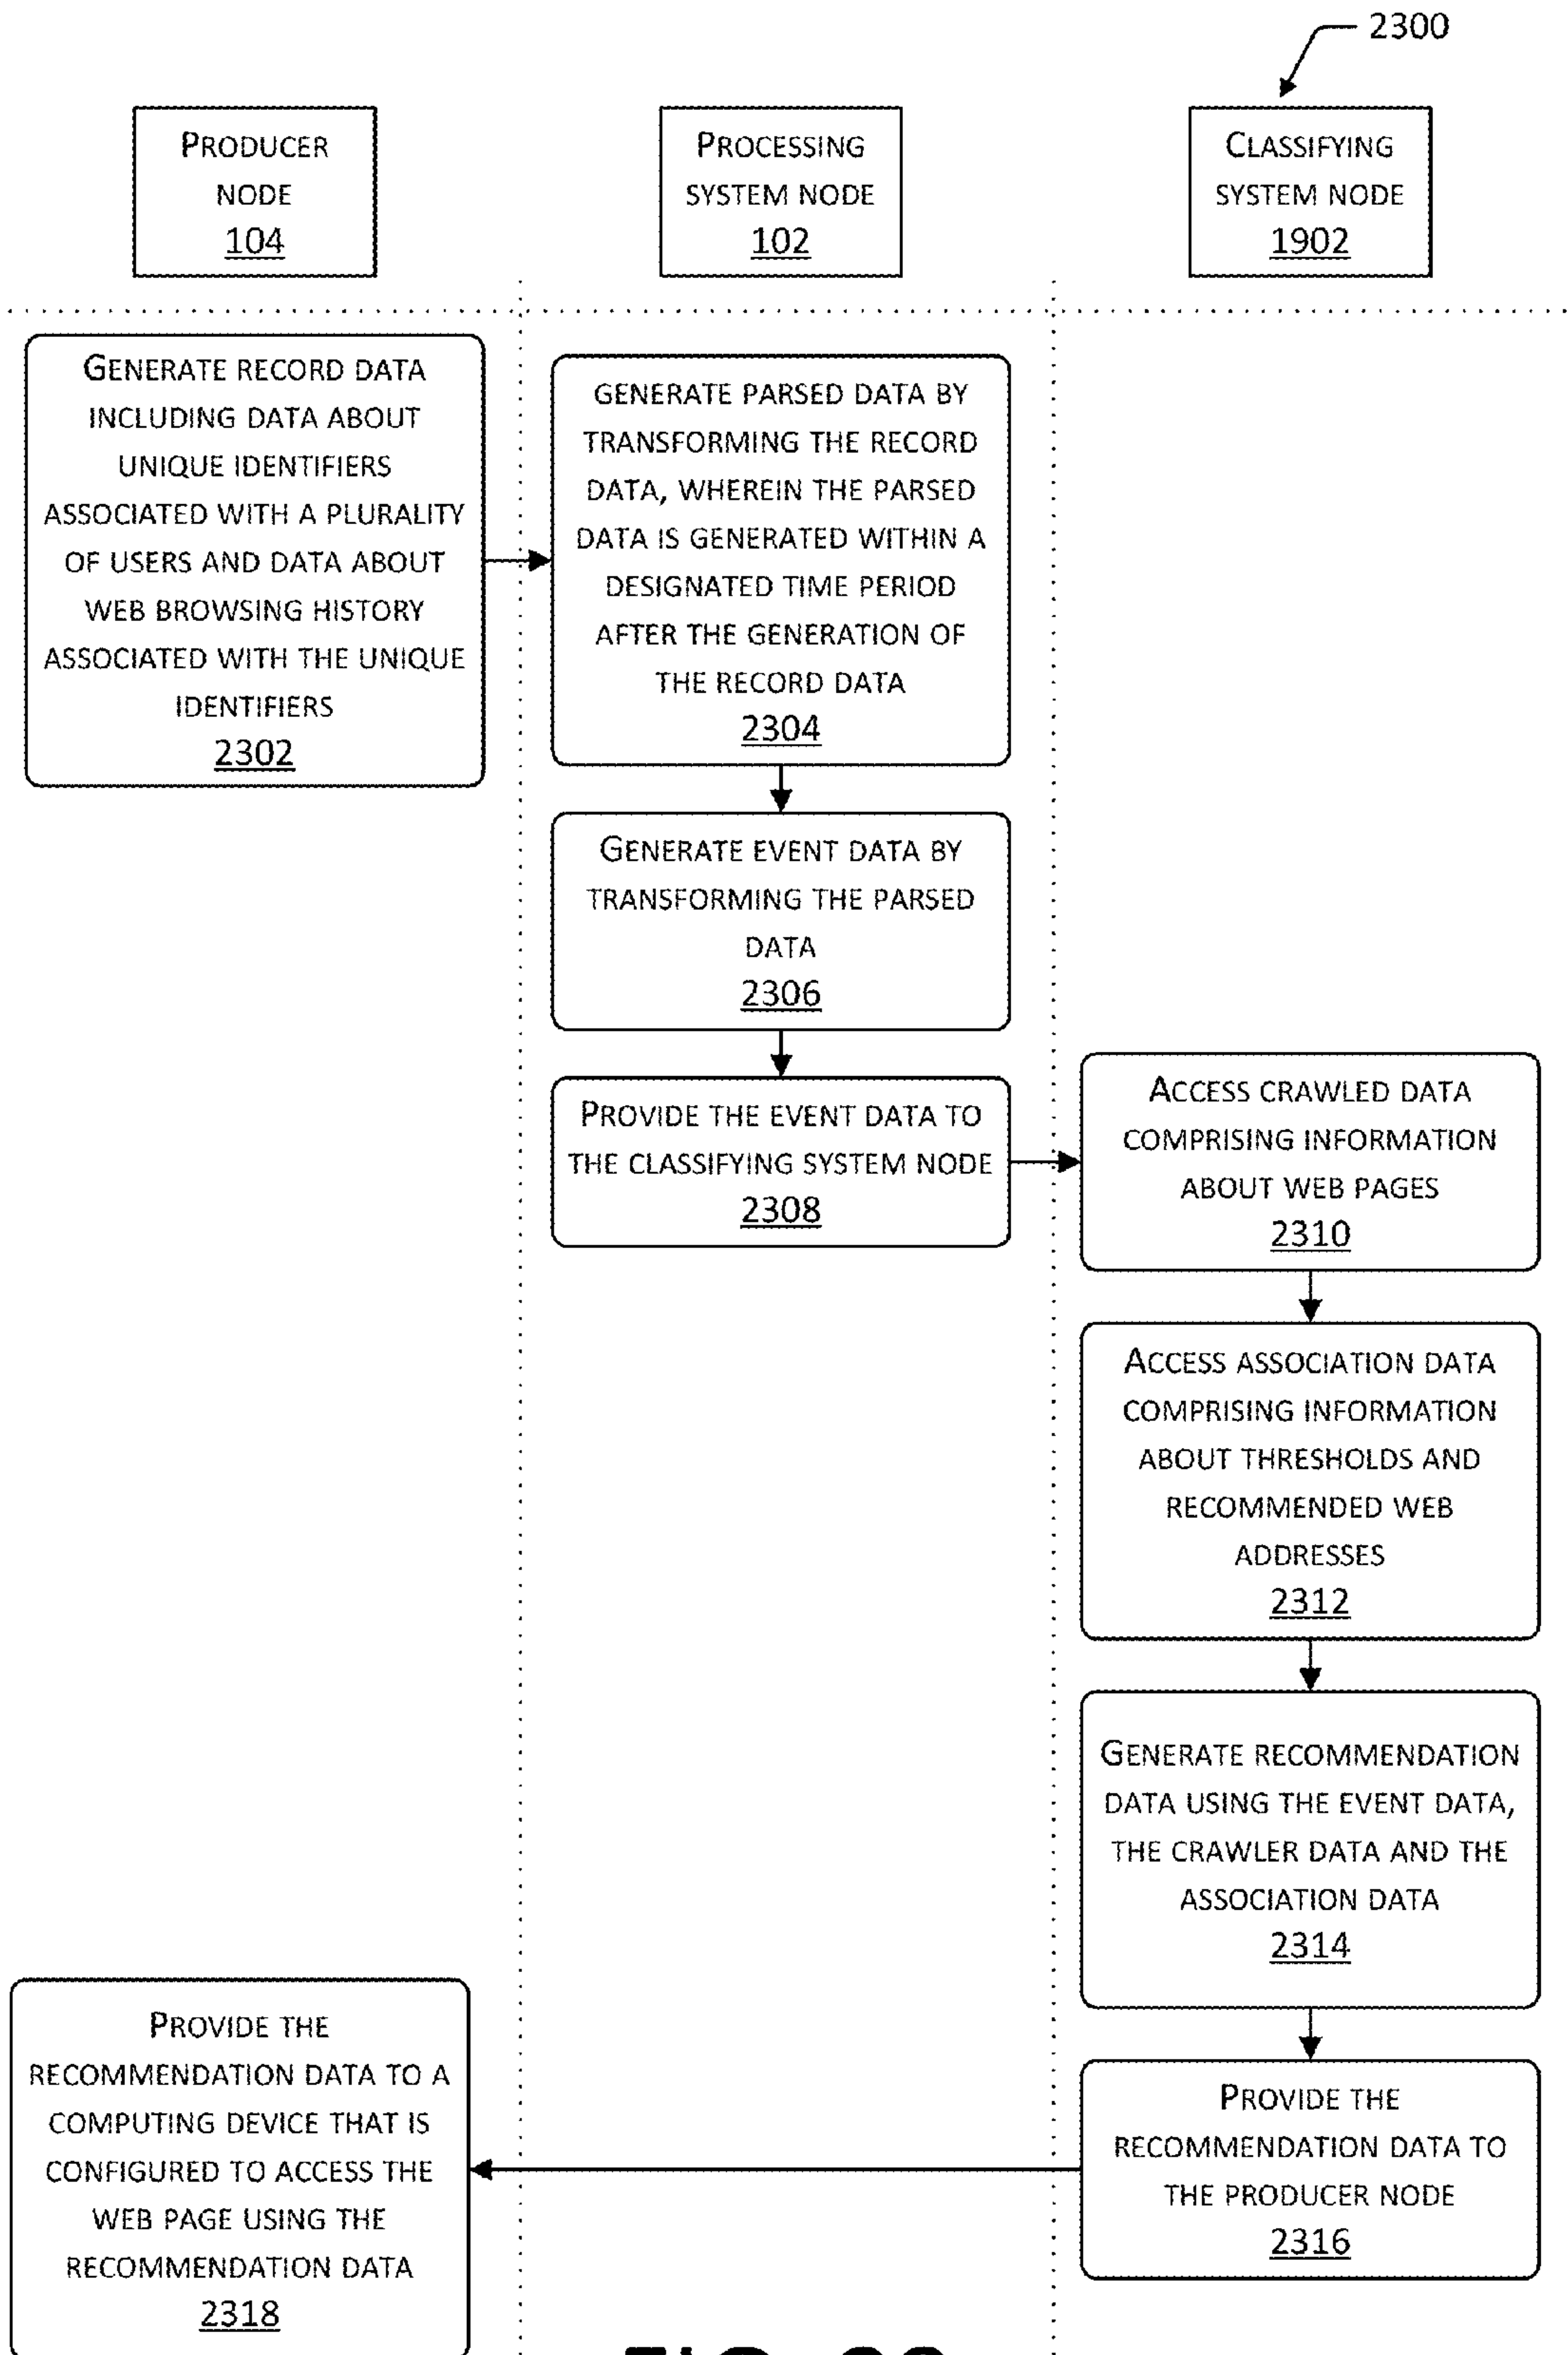 2300
PRODUCER
NODE
104
PROCESSING
SYSTEM NODE
102
CLASSIFYING
SYSTEM NODE
1902
GENERATE RECORD DATA
INCLUDING DATA ABOUT
UNIQUE IDENTIFIERS
ASSOCIATED WITH A PLURALITY
OF USERS AND DATA ABOUT
WEB BROWSING HISTORY
ASSOCIATED WITH THE UNIQUE
IDENTIFIERS
2302
GENERATE PARSED DATA BY
TRANSFORMING THE RECORD
DATA, WHEREIN THE PARSED
DATA IS GENERATED WITHIN A
DESIGNATED TIME PERIOD
AFTER THE GENERATION OF
THE RECORD DATA
2304
GENERATE EVENT DATA BY
TRANSFORMING THE PARSED
DATA
2306
PROVIDE THE EVENT DATA TO
THE CLASSIFYING SYSTEM NODE
2308
ACCESS CRAWLED DATA
COMPRISING INFORMATION
ABOUT WEB PAGES
2310
ACCESS ASSOCIATION DATA
COMPRISING INFORMATION
ABOUT THRESHOLDS AND
RECOMMENDED WEB
ADDRESSES
2312
GENERATE RECOMMENDATION
DATA USING THE EVENT DATA,
THE CRAWLER DATA AND THE
ASSOCIATION DATA
2314
PROVIDE THE
RECOMMENDATION DATA TO
THE PRODUCER NODE
2316
PROVIDE THE
RECOMMENDATION DATA TO A
COMPUTING DEVICE THAT IS
CONFIGURED TO ACCESS THE
WEB PAGE USING THE
RECOMMENDATION DATA
2318